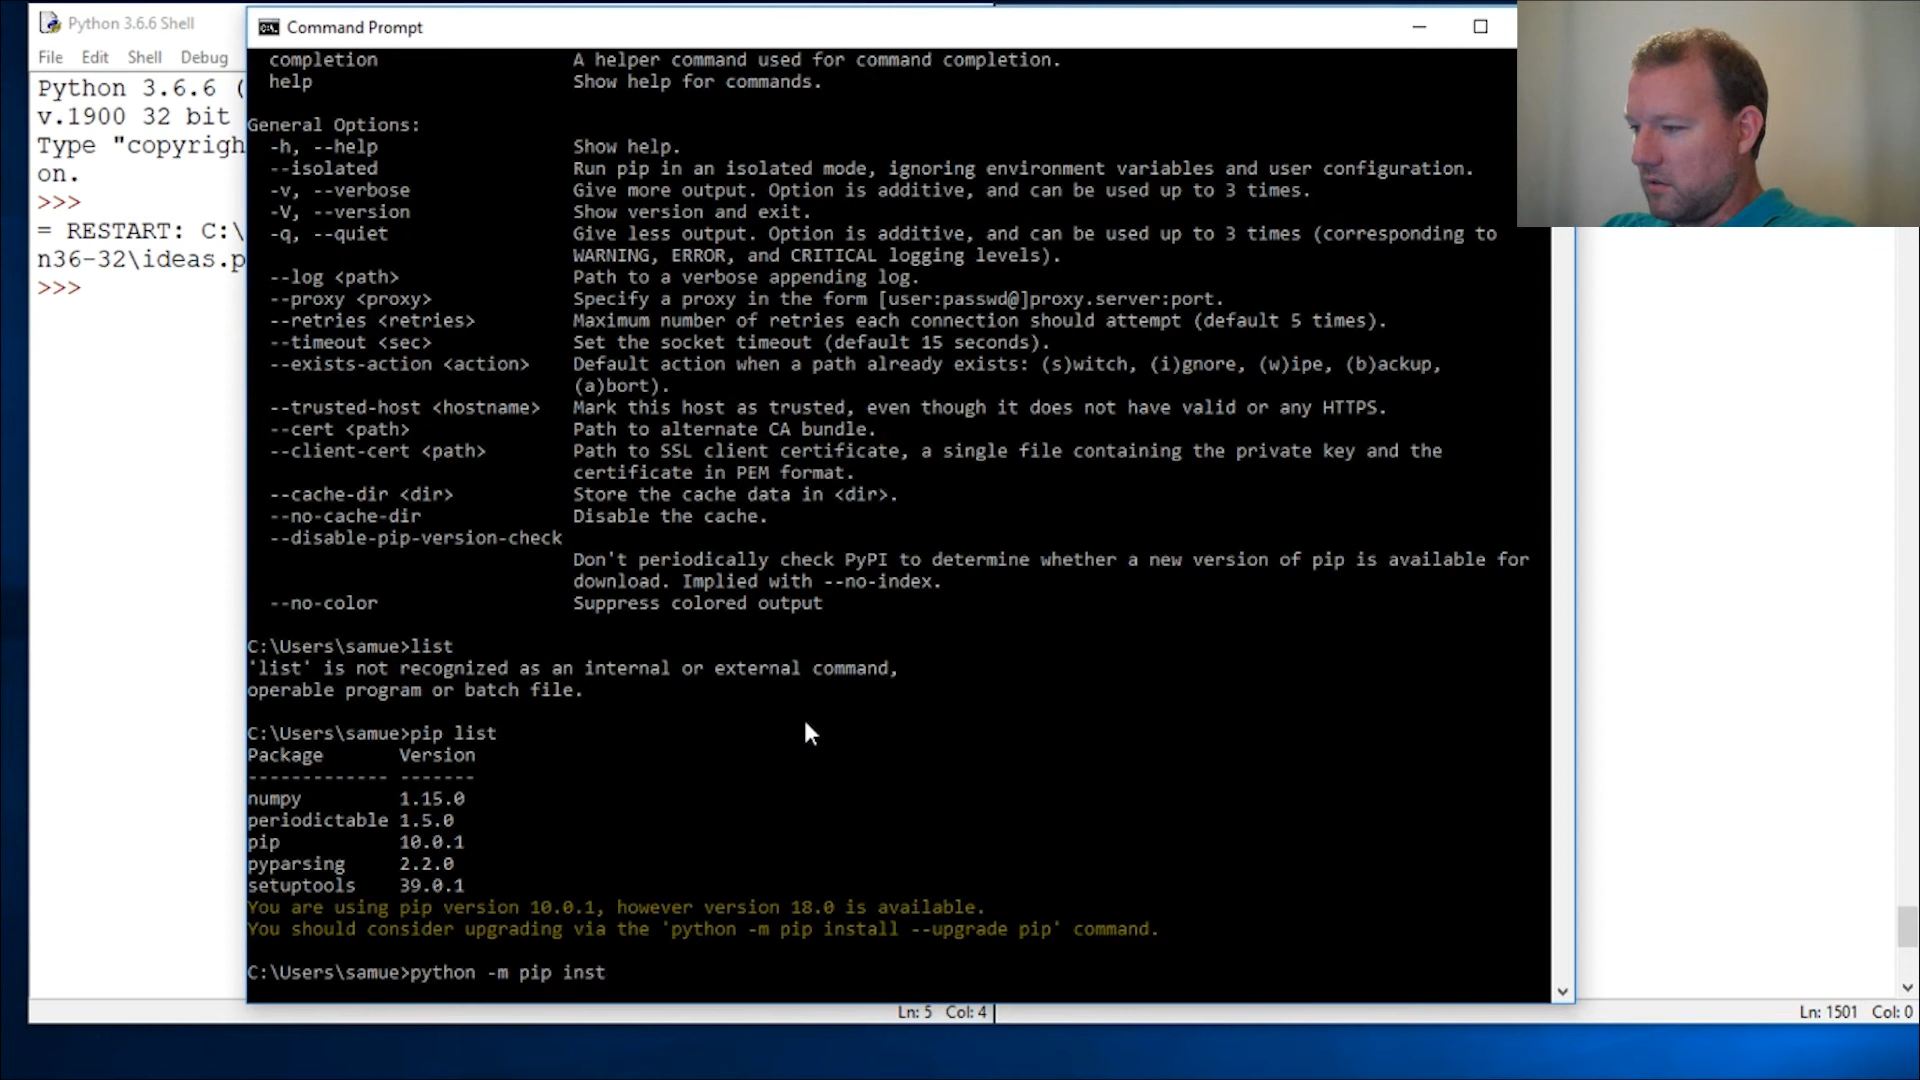 Python 3.6.6 Shell
File Edit Shell Debug
Python 3.6.6 (
v.1900 32 bit
Type "copyrigh
on.
>>>
= RESTART: C:\
n36-32\ideas.p
>>>
Command Prompt
completion A helper command used for command completion.
help Show help for commands.
General Options:
-h, --help Show help.
--isolated Run pip in an isolated mode, ignoring environment variables and user configuration.
-v, --verbose Give more output. Option is additive, and can be used up to 3 times.
-V, --version Show version and exit.
-q, --quiet Give less output. Option is additive, and can be used up to 3 times (corresponding to
WARNING, ERROR, and CRITICAL logging levels).
--log <path> Path to a verbose appending log.
--proxy <proxy> Specify a proxy in the form [user:passwd@]proxy.server:port.
--retries <retries> Maximum number of retries each connection should attempt (default 5 times).
--timeout <sec> Set the socket timeout (default 15 seconds).
--exists-action <action> Default action when a path already exists: (s)witch, (i)gnore, (w)ipe, (b)ackup,
(a)bort).
--trusted-host <hostname> Mark this host as trusted, even though it does not have valid or any HTTPS.
--cert <path> Path to alternate CA bundle.
--client-cert <path> Path to SSL client certificate, a single file containing the private key and the
certificate in PEM format.
--cache-dir <dir> Store the cache data in <dir>.
--no-cache-dir Disable the cache.
--disable-pip-version-check
Don't periodically check PyPI to determine whether a new version of pip is available for
download. Implied with --no-index.
--no-color Suppress colored output
C:\Users\samue>list
'list' is not recognized as an internal or external command,
operable program or batch file.
C:\Users\samue>pip list
Package Version
------------- -------
numpy 1.15.0
periodictable 1.5.0
pip 10.0.1
pyparsing 2.2.0
setuptools 39.0.1
You are using pip version 10.0.1, however version 18.0 is available.
You should consider upgrading via the 'python -m pip install --upgrade pip' command.
C:\Users\samue>python -m pip inst
Ln: 5 Col: 4
Ln: 1501 Col: 0